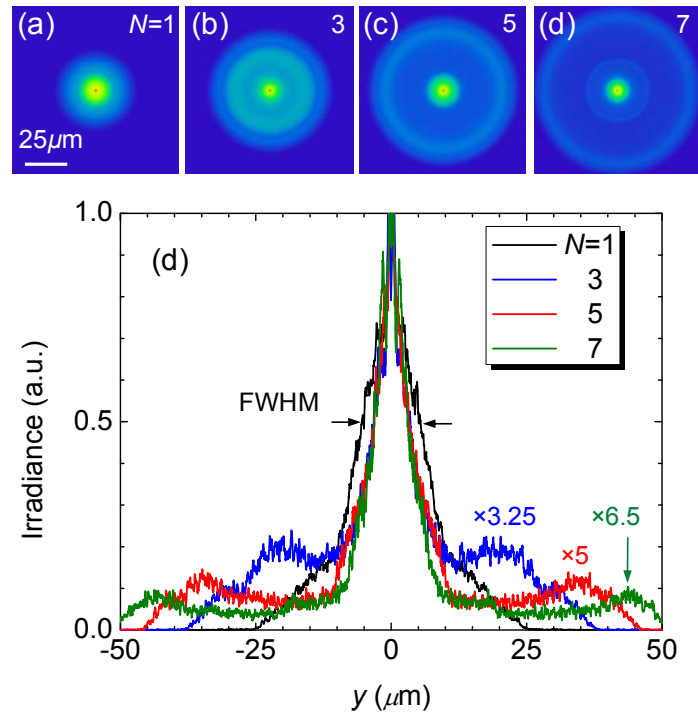 (a) N=1
(b) 3
(c) 5
(d) 7
25μm
1.0
(d)
N=1
3
5
7
FWHM
0.5
×3.25
×6.5
×5
0.0
-50 -25 0 25 50
Irradiance (a.u.)
y (μm)